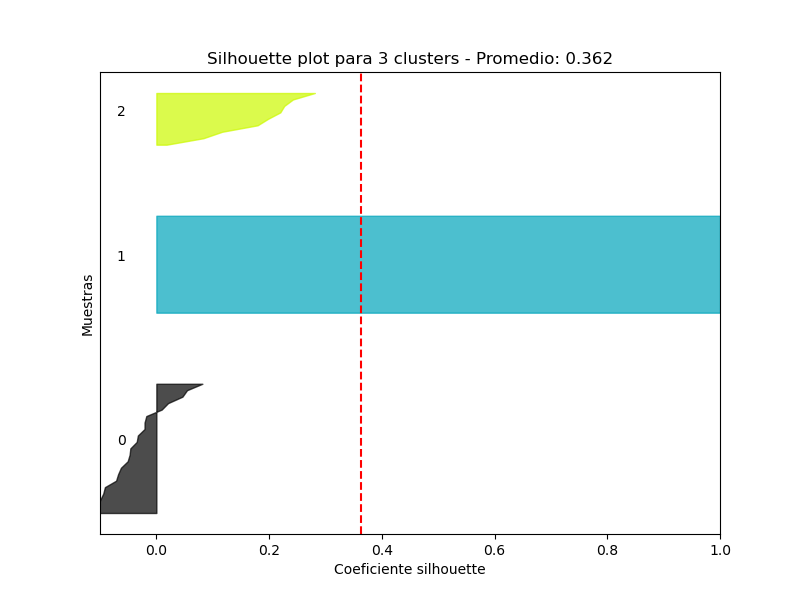 Silhouette plot para 3 clusters - Promedio: 0.362
2
1
0
Muestras
0.0 0.2 0.4 0.6 0.8 1.0
Coeficiente silhouette